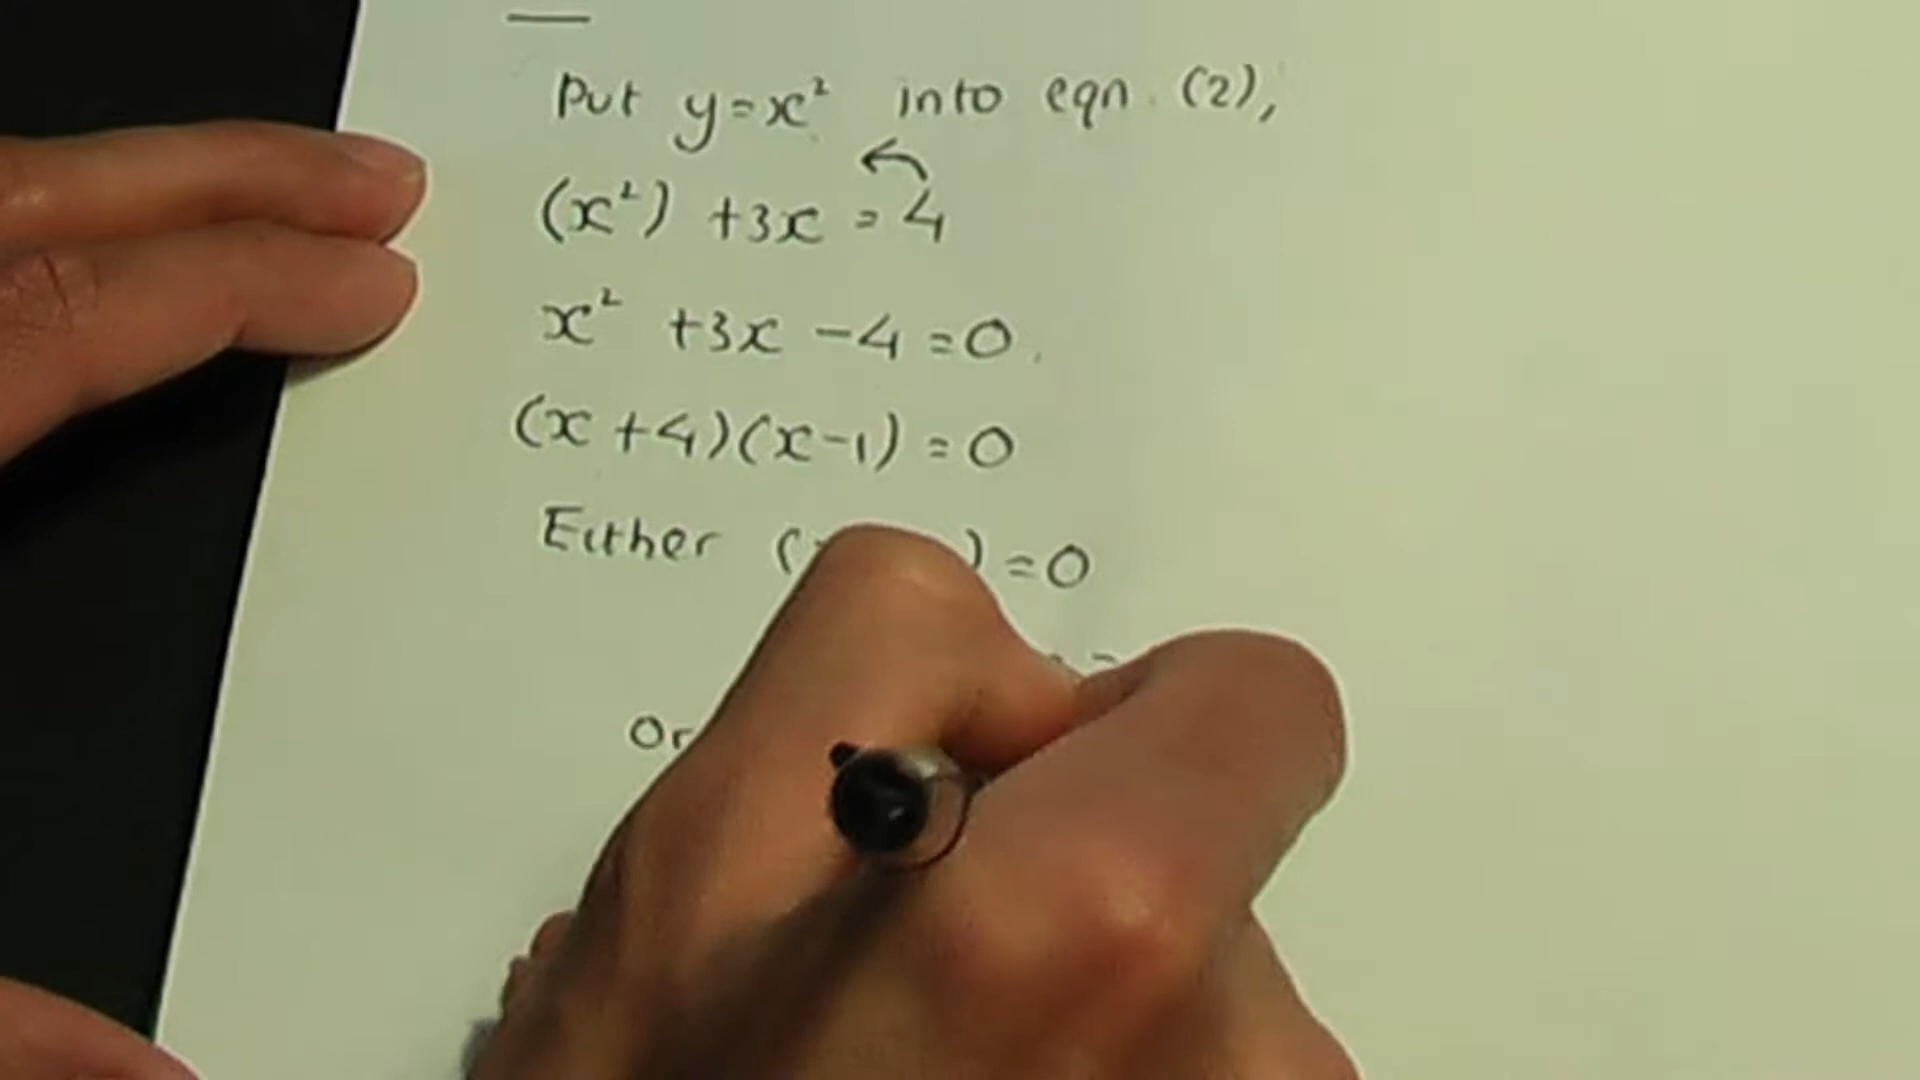 Put y=x² into eqn. (2),
(x²) +3x = 4
x² +3x -4 =0.
(x +4)(x-1) = 0
Either ( ) =0
Or